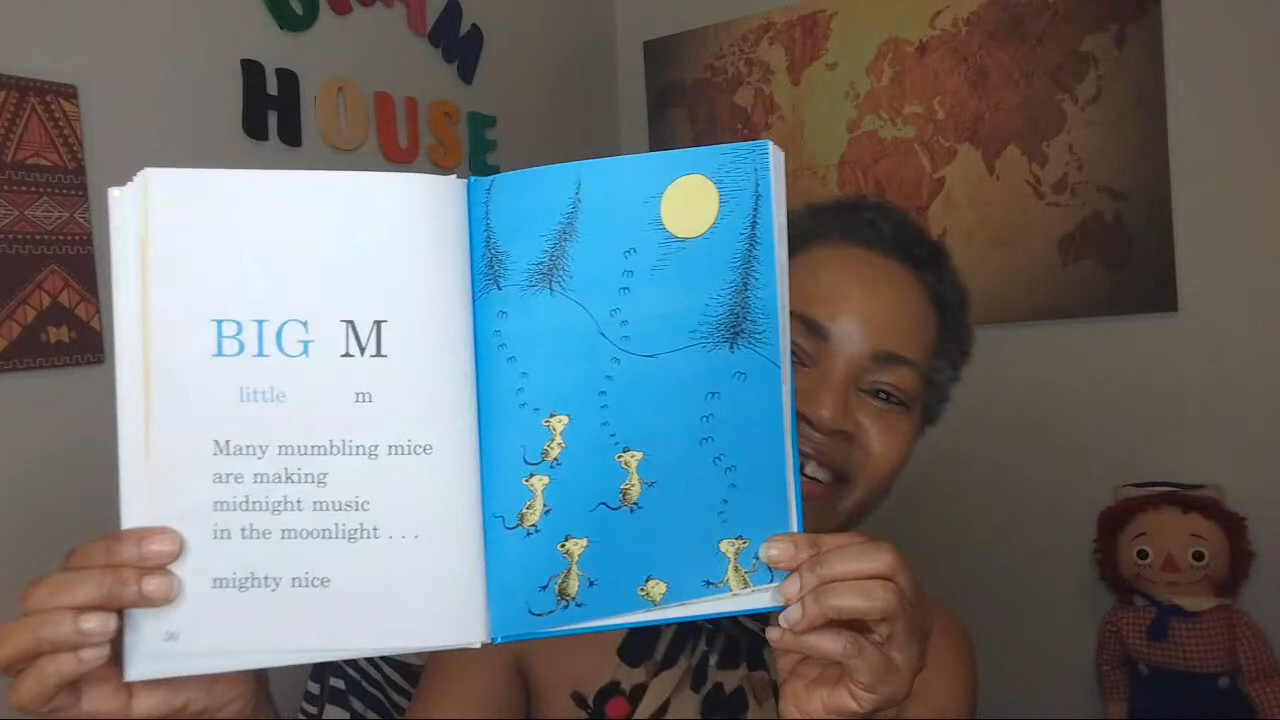 HOUSE
BIG M
little m
Many mumbling mice
are making
midnight music
in the moonlight . . .
mighty nice